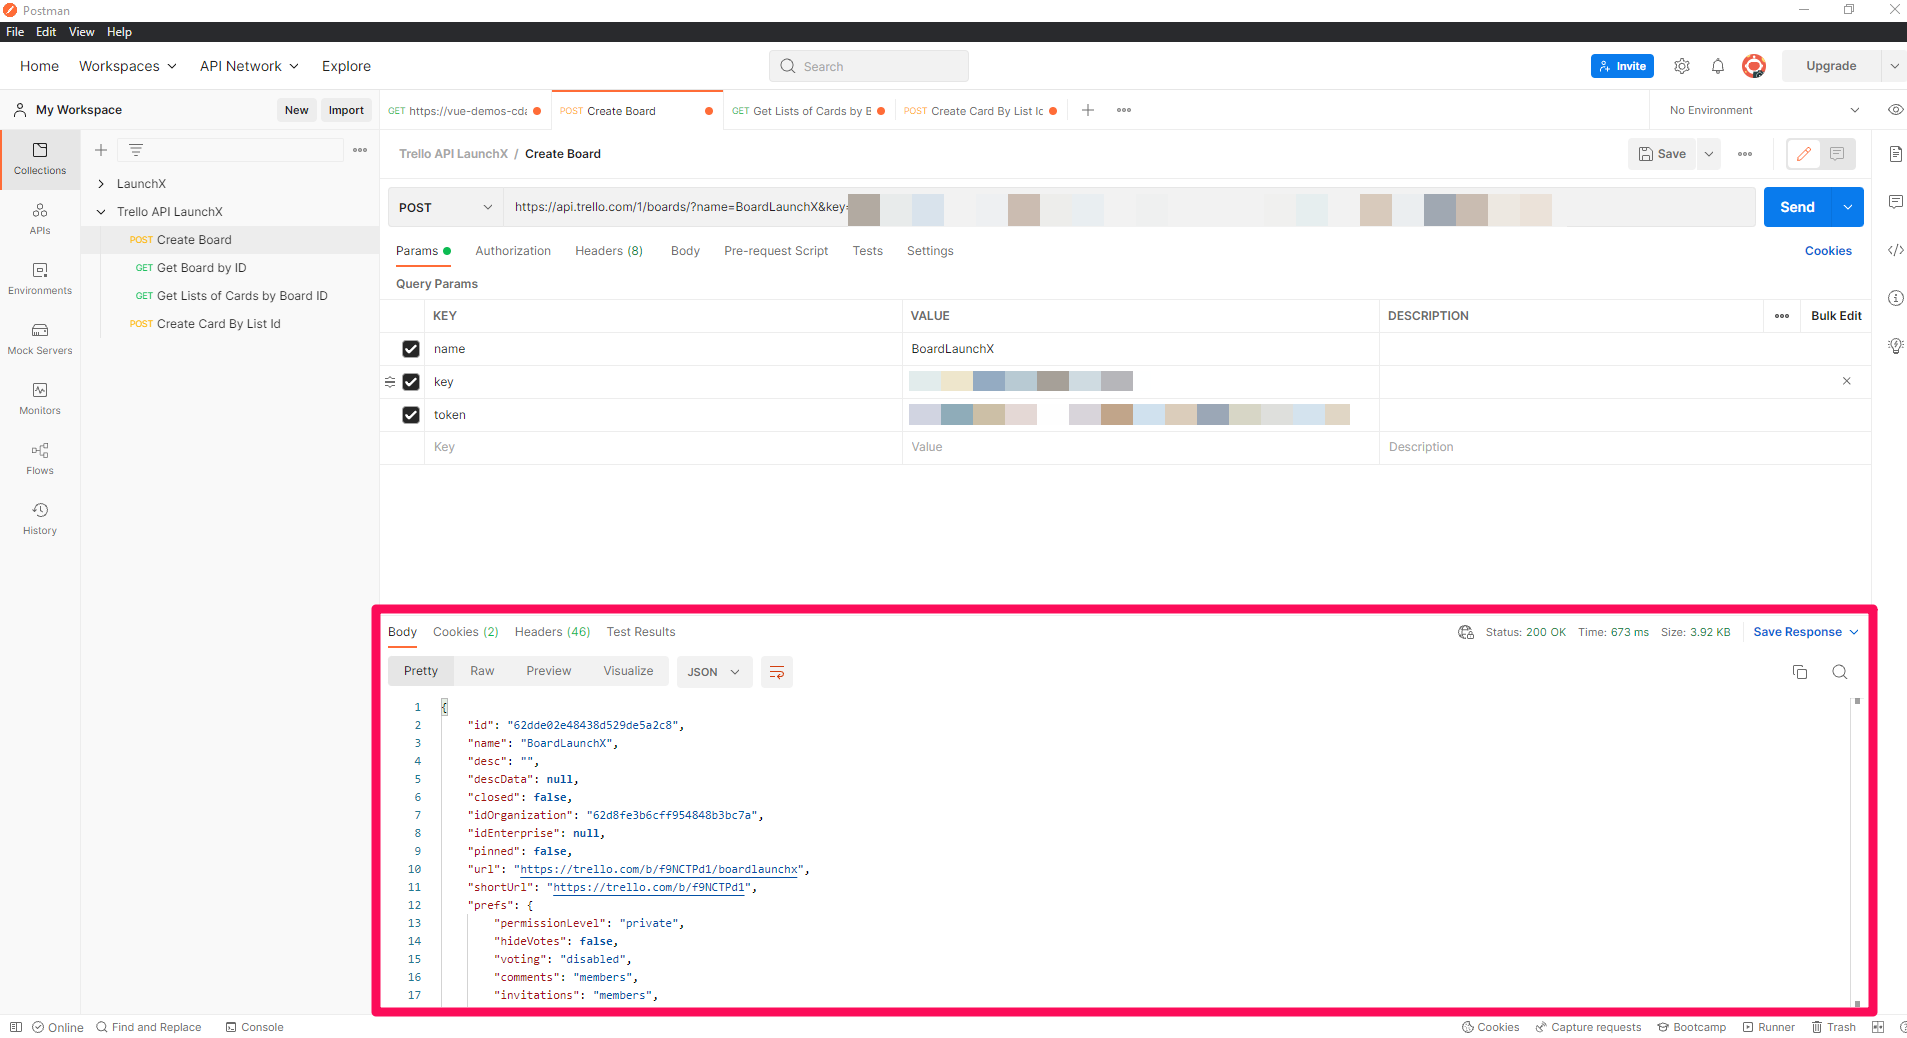 Postman
File Edit View Help
Home Workspaces API Network Explore
Search
Invite
Upgrade
My Workspace
New Import
GET https://vue-demos-cda
POST Create Board
GET Get Lists of Cards by B
POST Create Card By List Ic
No Environment
Collections
APIs
Environments
Mock Servers
Monitors
Flows
History
LaunchX
Trello API LaunchX
POST Create Board
GET Get Board by ID
GET Get Lists of Cards by Board ID
POST Create Card By List Id
Trello API LaunchX / Create Board
Save
POST https://api.trello.com/1/boards/?name=BoardLaunchX&key=
Send
Params Authorization Headers (8) Body Pre-request Script Tests Settings Cookies
Query Params
KEY VALUE DESCRIPTION Bulk Edit
name BoardLaunchX
key
token
Key Value Description
Body Cookies (2) Headers (46) Test Results Status: 200 OK Time: 673 ms Size: 3.92 KB Save Response
Pretty Raw Preview Visualize JSON
1 {
2 "id": "62dde02e48438d529de5a2c8",
3 "name": "BoardLaunchX",
4 "desc": "",
5 "descData": null,
6 "closed": false,
7 "idOrganization": "62d8fe3b6cff954848b3bc7a",
8 "idEnterprise": null,
9 "pinned": false,
10 "url": "https://trello.com/b/f9NCTPd1/boardlaunchx",
11 "shortUrl": "https://trello.com/b/f9NCTPd1",
12 "prefs": {
13 "permissionLevel": "private",
14 "hideVotes": false,
15 "voting": "disabled",
16 "comments": "members",
17 "invitations": "members",
Online Find and Replace Console Cookies Capture requests Bootcamp Runner Trash